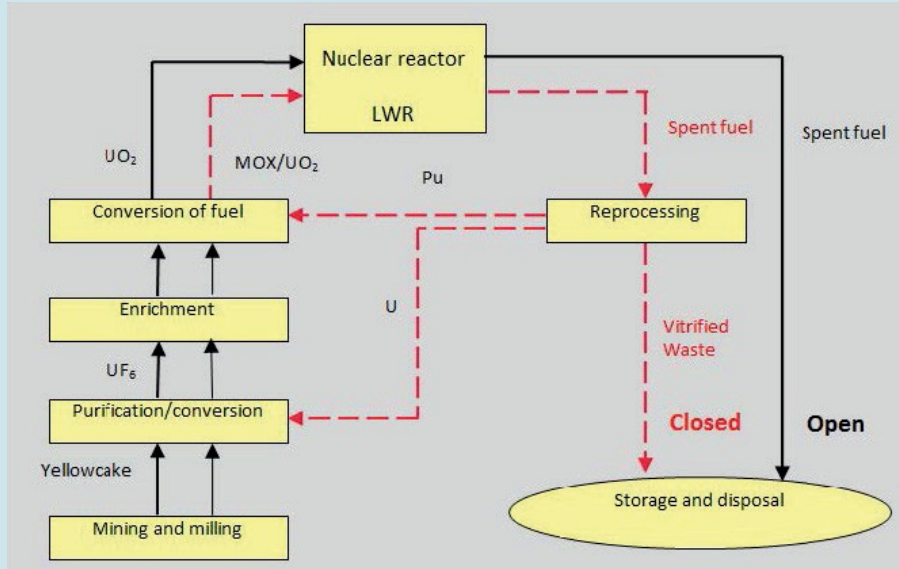 Nuclear reactor
LWR
UO₂
MOX/UO₂
Spent fuel
Spent fuel
Pu
Conversion of fuel
Reprocessing
Enrichment
U
Vitrified
Waste
UF₆
Purification/conversion
Closed
Open
Yellowcake
Storage and disposal
Mining and milling